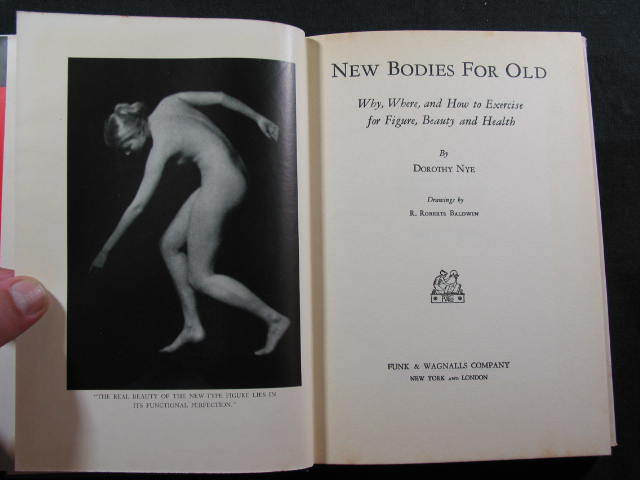 "THE REAL BEAUTY OF THE NEW-TYPE FIGURE LIES IN
ITS FUNCTIONAL PERFECTION."
NEW BODIES FOR OLD
Why, Where, and How to Exercise
for Figure, Beauty and Health
By
DOROTHY NYE
Drawings by
R. ROBERTS BALDWIN
FUNK & WAGNALLS COMPANY
NEW YORK AND LONDON